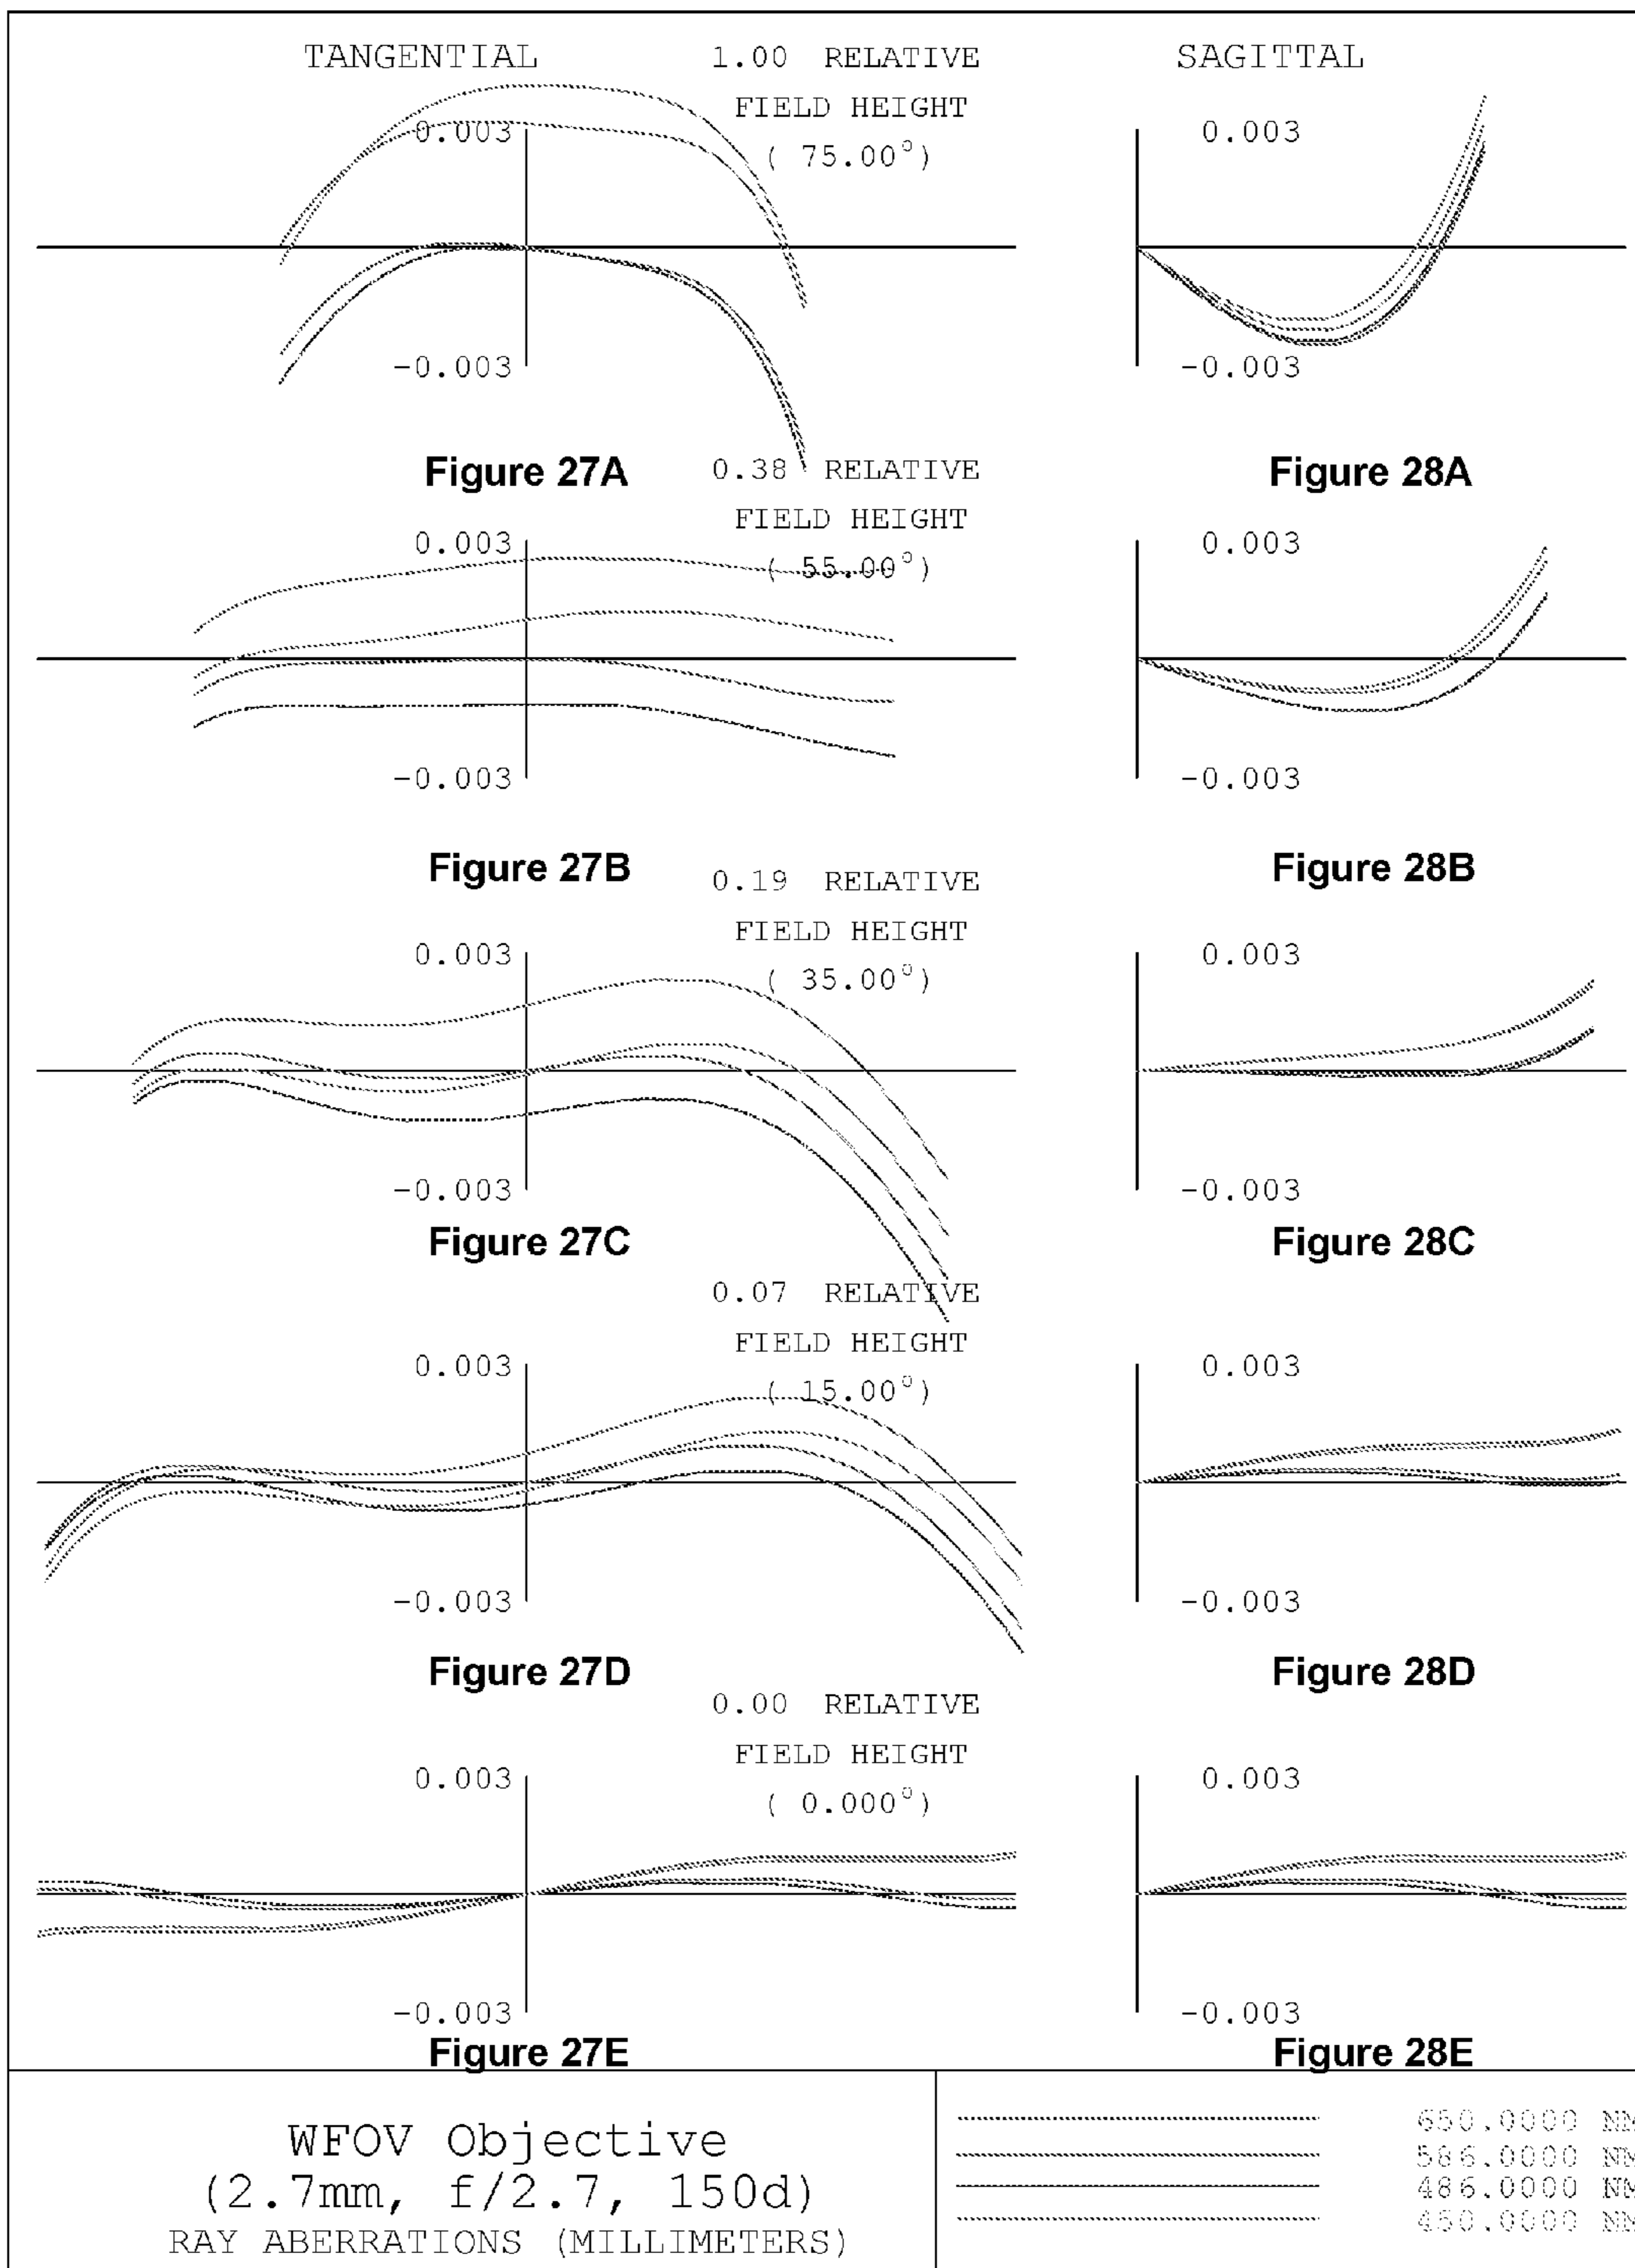 TANGENTIAL 1.00 RELATIVE SAGITTAL
FIELD HEIGHT
0.003 0.003
( 75.00°)
-0.003 -0.003
Figure 27A 0.38 RELATIVE Figure 28A
FIELD HEIGHT
0.003 0.003
( 55.00°)
-0.003 -0.003
Figure 27B 0.19 RELATIVE Figure 28B
FIELD HEIGHT
0.003 0.003
( 35.00°)
-0.003 -0.003
Figure 27C Figure 28C
0.07 RELATIVE
FIELD HEIGHT
0.003 0.003
( 15.00°)
-0.003 -0.003
Figure 27D Figure 28D
0.00 RELATIVE
FIELD HEIGHT
0.003 0.003
( 0.000°)
-0.003 -0.003
Figure 27E Figure 28E
WFOV Objective
(2.7mm, f/2.7, 150d)
RAY ABERRATIONS (MILLIMETERS)
650.0000 NM
586.0000 NM
486.0000 NM
450.0000 NM